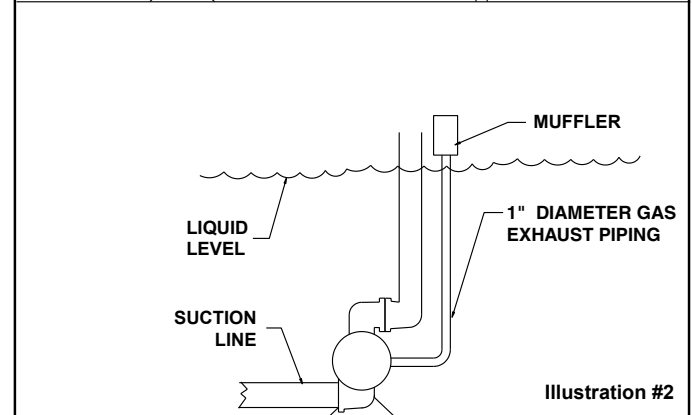 MUFFLER
LIQUID
LEVEL
1" DIAMETER GAS
EXHAUST PIPING
SUCTION
LINE
Illustration #2